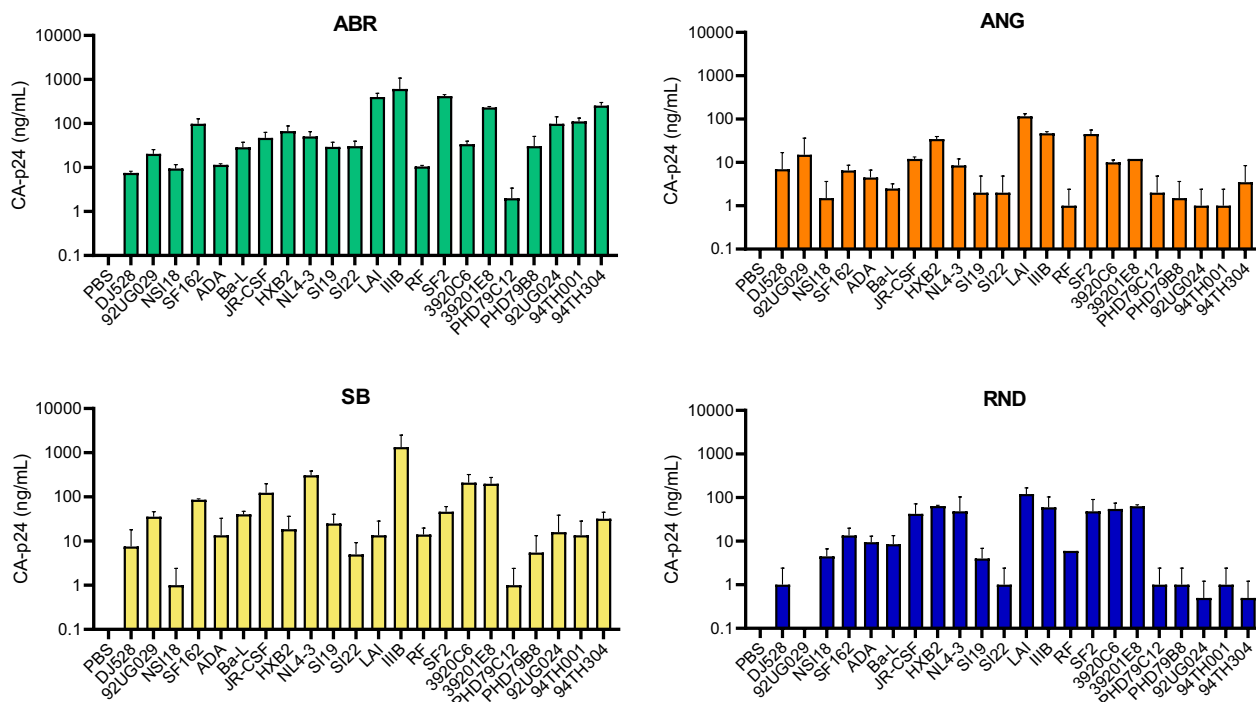 ABR
CA-p24 (ng/mL)
10000
1000
100
10
1
0.1
PBS
DJ528
92UG029
NSI18
SF162
ADA
Ba-L
JR-CSF
HXB2
NL4-3
SI19
SI22
LAI
IIIB
RF
SF2
3920C6
39201E8
PHD79C12
PHD79B8
92UG024
94TH001
94TH304
ANG
CA-p24 (ng/mL)
10000
1000
100
10
1
0.1
PBS
DJ528
92UG029
NSI18
SF162
ADA
Ba-L
JR-CSF
HXB2
NL4-3
SI19
SI22
LAI
IIIB
RF
SF2
3920C6
39201E8
PHD79C12
PHD79B8
92UG024
94TH001
94TH304
SB
CA-p24 (ng/mL)
10000
1000
100
10
1
0.1
PBS
DJ528
92UG029
NSI18
SF162
ADA
Ba-L
JR-CSF
HXB2
NL4-3
SI19
SI22
LAI
IIIB
RF
SF2
3920C6
39201E8
PHD79C12
PHD79B8
92UG024
94TH001
94TH304
RND
CA-p24 (ng/mL)
10000
1000
100
10
1
0.1
PBS
DJ528
92UG029
NSI18
SF162
ADA
Ba-L
JR-CSF
HXB2
NL4-3
SI19
SI22
LAI
IIIB
RF
SF2
3920C6
39201E8
PHD79C12
PHD79B8
92UG024
94TH001
94TH304